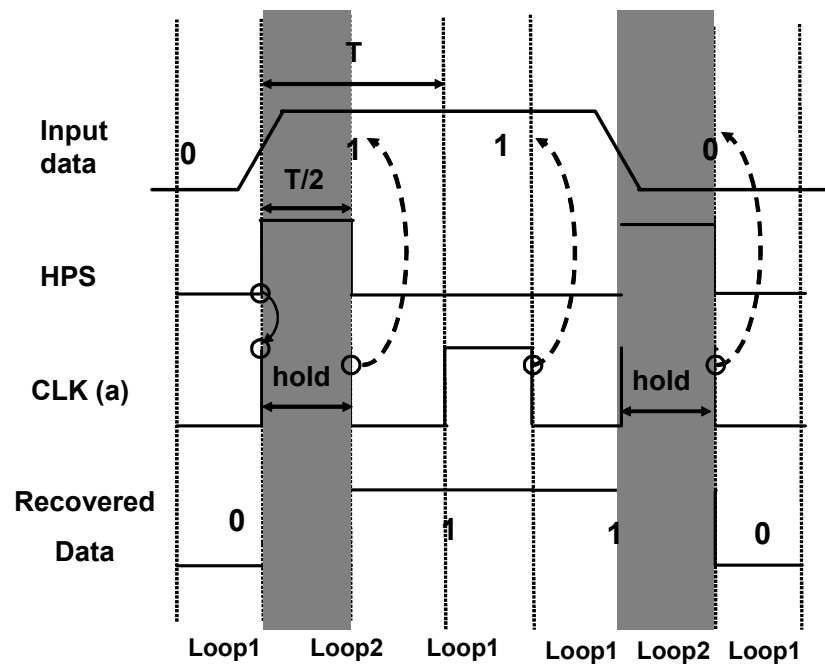 T
Input
data
0 1 1 0
T/2
HPS
CLK (a)
hold hold
Recovered
Data
0 1 1 0
Loop1 Loop2 Loop1 Loop1 Loop2 Loop1